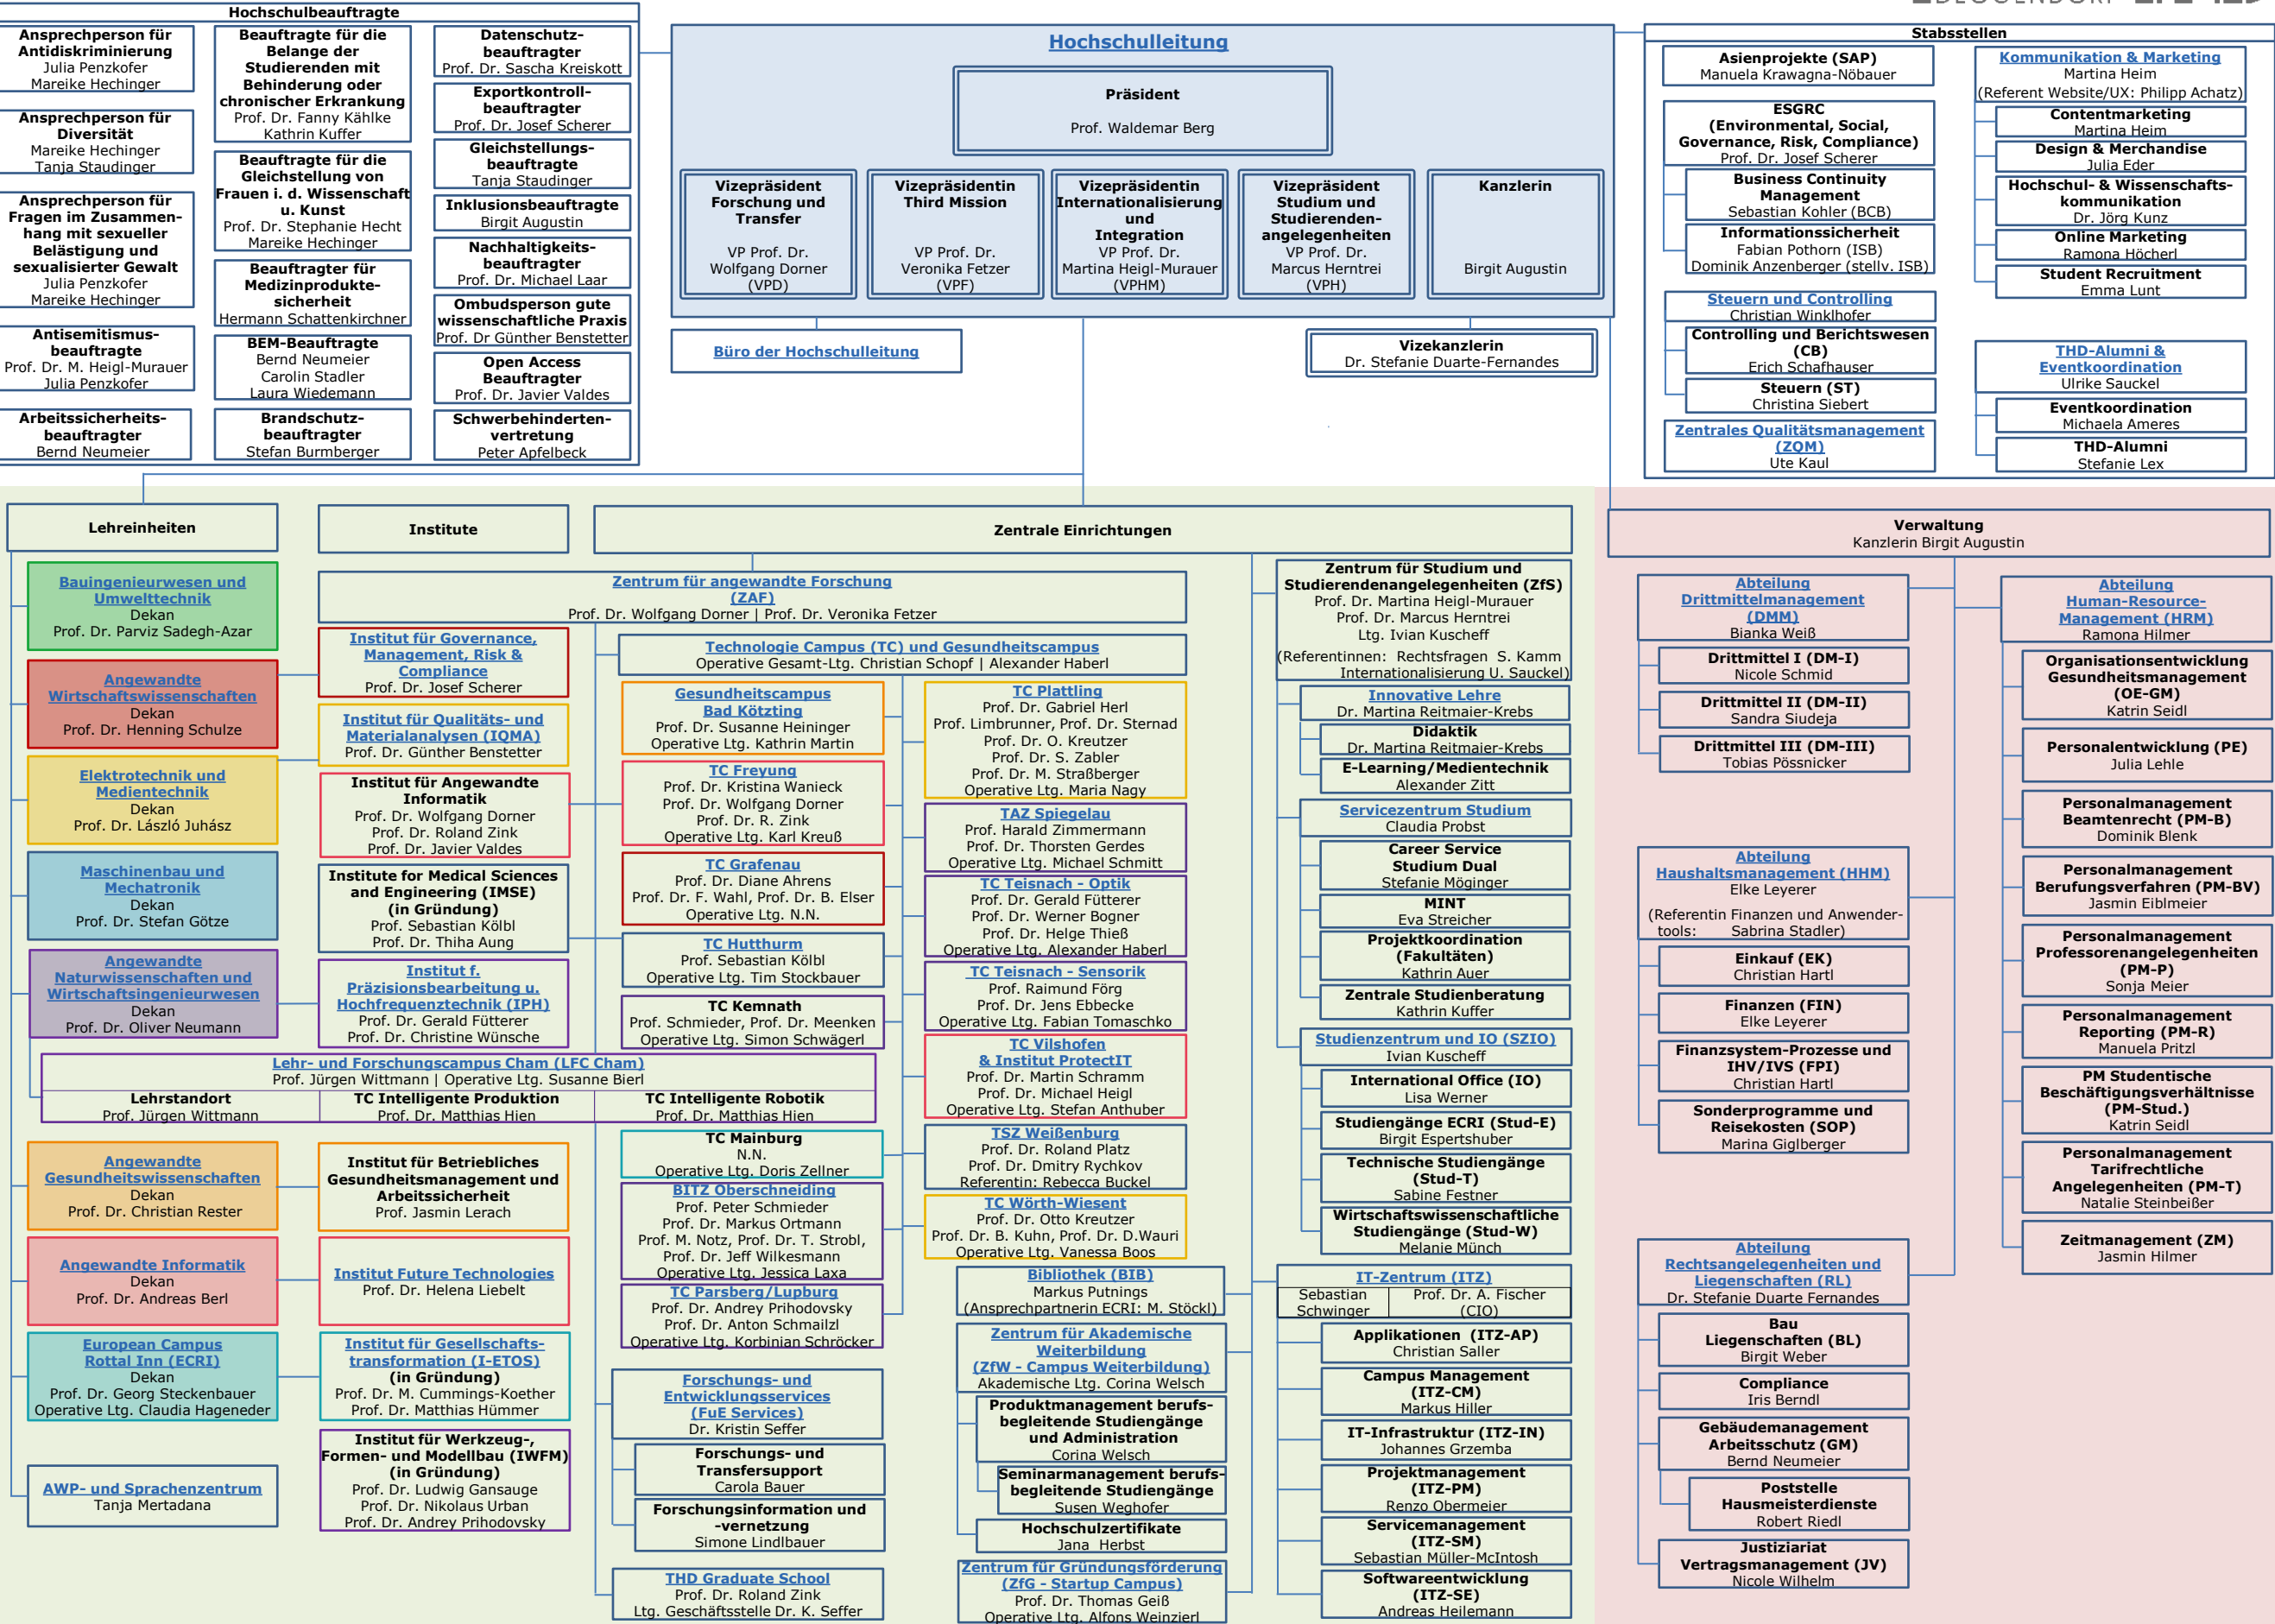 Hochschulbeauftragte
Ansprechperson für
Antidiskriminierung
Julia Penzkofer
Mareike Hechinger
Ansprechperson für
Diversität
Mareike Hechinger
Tanja Staudinger
Ansprechperson für
Fragen im Zusammen-
hang mit sexueller
Belästigung und
sexualisierter Gewalt
Julia Penzkofer
Mareike Hechinger
Antisemitismus-
beauftragte
Prof. Dr. M. Heigl-Murauer
Julia Penzkofer
Arbeitssicherheits-
beauftragter
Bernd Neumeier
Beauftragte für die
Belange der
Studierenden mit
Behinderung oder
chronischer Erkrankung
Prof. Dr. Fanny Kählke
Kathrin Kuffer
Beauftragte für die
Gleichstellung von
Frauen i. d. Wissenschaft
u. Kunst
Prof. Dr. Stephanie Hecht
Mareike Hechinger
Beauftragter für
Medizinprodukte-
sicherheit
Hermann Schattenkirchner
BEM-Beauftragte
Bernd Neumeier
Carolin Stadler
Laura Wiedemann
Brandschutz-
beauftragter
Stefan Burmberger
Datenschutz-
beauftragter
Prof. Dr. Sascha Kreiskott
Exportkontroll-
beauftragter
Prof. Dr. Josef Scherer
Gleichstellungs-
beauftragte
Tanja Staudinger
Inklusionsbeauftragte
Birgit Augustin
Nachhaltigkeits-
beauftragter
Prof. Dr. Michael Laar
Ombudsperson gute
wissenschaftliche Praxis
Prof. Dr Günther Benstetter
Open Access
Beauftragter
Prof. Dr. Javier Valdes
Schwerbehinderten-
vertretung
Peter Apfelbeck
Hochschulleitung
Präsident
Prof. Waldemar Berg
Vizepräsident
Forschung und
Transfer
VP Prof. Dr.
Wolfgang Dorner
(VPD)
Vizepräsidentin
Third Mission
VP Prof. Dr.
Veronika Fetzer
(VPF)
Vizepräsidentin
Internationalisierung
und
Integration
VP Prof. Dr.
Martina Heigl-Murauer
(VPHM)
Vizepräsident
Studium und
Studierenden-
angelegenheiten
VP Prof. Dr.
Marcus Herntrei
(VPH)
Kanzlerin
Birgit Augustin
Büro der Hochschulleitung
Vizekanzlerin
Dr. Stefanie Duarte-Fernandes
Stabsstellen
Asienprojekte (SAP)
Manuela Krawagna-Nöbauer
ESGRC
(Environmental, Social,
Governance, Risk, Compliance)
Prof. Dr. Josef Scherer
Business Continuity
Management
Sebastian Kohler (BCB)
Informationssicherheit
Fabian Pothorn (ISB)
Dominik Anzenberger (stellv. ISB)
Steuern und Controlling
Christian Winklhofer
Controlling und Berichtswesen
(CB)
Erich Schafhauser
Steuern (ST)
Christina Siebert
Zentrales Qualitätsmanagement
(ZQM)
Ute Kaul
Kommunikation & Marketing
Martina Heim
(Referent Website/UX: Philipp Achatz)
Contentmarketing
Martina Heim
Design & Merchandise
Julia Eder
Hochschul- & Wissenschafts-
kommunikation
Dr. Jörg Kunz
Online Marketing
Ramona Höcherl
Student Recruitment
Emma Lunt
THD-Alumni &
Eventkoordination
Ulrike Sauckel
Eventkoordination
Michaela Ameres
THD-Alumni
Stefanie Lex
Lehreinheiten
Bauingenieurwesen und
Umwelttechnik
Dekan
Prof. Dr. Parviz Sadegh-Azar
Angewandte
Wirtschaftswissenschaften
Dekan
Prof. Dr. Henning Schulze
Elektrotechnik und
Medientechnik
Dekan
Prof. Dr. László Juhász
Maschinenbau und
Mechatronik
Dekan
Prof. Dr. Stefan Götze
Angewandte
Naturwissenschaften und
Wirtschaftsingenieurwesen
Dekan
Prof. Dr. Oliver Neumann
Institute
Institut für Governance,
Management, Risk &
Compliance
Prof. Dr. Josef Scherer
Institut für Qualitäts- und
Materialanalysen (IQMA)
Prof. Dr. Günther Benstetter
Institut für Angewandte
Informatik
Prof. Dr. Wolfgang Dorner
Prof. Dr. Roland Zink
Prof. Dr. Javier Valdes
Institute for Medical Sciences
and Engineering (IMSE)
(in Gründung)
Prof. Sebastian Kölbl
Prof. Dr. Thiha Aung
Institut f.
Präzisionsbearbeitung u.
Hochfrequenztechnik (IPH)
Prof. Dr. Gerald Fütterer
Prof. Dr. Christine Wünsche
Lehr- und Forschungscampus Cham (LFC Cham)
Prof. Jürgen Wittmann | Operative Ltg. Susanne Bierl
Lehrstandort
Prof. Jürgen Wittmann
TC Intelligente Produktion
Prof. Dr. Matthias Hien
TC Intelligente Robotik
Prof. Dr. Matthias Hien
Angewandte
Gesundheitswissenschaften
Dekan
Prof. Dr. Christian Rester
Angewandte Informatik
Dekan
Prof. Dr. Andreas Berl
European Campus
Rottal Inn (ECRI)
Dekan
Prof. Dr. Georg Steckenbauer
Operative Ltg. Claudia Hageneder
AWP- und Sprachenzentrum
Tanja Mertadana
Institut für Betriebliches
Gesundheitsmanagement und
Arbeitssicherheit
Prof. Jasmin Lerach
Institut Future Technologies
Prof. Dr. Helena Liebelt
Institut für Gesellschafts-
transformation (I-ETOS)
(in Gründung)
Prof. Dr. M. Cummings-Koether
Prof. Dr. Matthias Hümmer
Institut für Werkzeug-,
Formen- und Modellbau (IWFM)
(in Gründung)
Prof. Dr. Ludwig Gansauge
Prof. Dr. Nikolaus Urban
Prof. Dr. Andrey Prihodovsky
Zentrale Einrichtungen
Zentrum für angewandte Forschung
(ZAF)
Prof. Dr. Wolfgang Dorner | Prof. Dr. Veronika Fetzer
Technologie Campus (TC) und Gesundheitscampus
Operative Gesamt-Ltg. Christian Schopf | Alexander Haberl
Gesundheitscampus
Bad Kötzting
Prof. Dr. Susanne Heininger
Operative Ltg. Kathrin Martin
TC Freyung
Prof. Dr. Kristina Wanieck
Prof. Dr. Wolfgang Dorner
Prof. Dr. R. Zink
Operative Ltg. Karl Kreuß
TC Grafenau
Prof. Dr. Diane Ahrens
Prof. Dr. F. Wahl, Prof. Dr. B. Elser
Operative Ltg. N.N.
TC Hutthurm
Prof. Sebastian Kölbl
Operative Ltg. Tim Stockbauer
TC Kemnath
Prof. Schmieder, Prof. Dr. Meenken
Operative Ltg. Simon Schwägerl
TC Mainburg
N.N.
Operative Ltg. Doris Zellner
BITZ Oberschneiding
Prof. Peter Schmieder
Prof. Dr. Markus Ortmann
Prof. M. Notz, Prof. Dr. T. Strobl,
Prof. Dr. Jeff Wilkesmann
Operative Ltg. Jessica Laxa
TC Parsberg/Lupburg
Prof. Dr. Andrey Prihodovsky
Prof. Dr. Anton Schmailzl
Operative Ltg. Korbinian Schröcker
TC Plattling
Prof. Dr. Gabriel Herl
Prof. Limbrunner, Prof. Dr. Sternad
Prof. Dr. O. Kreutzer
Prof. Dr. S. Zabler
Prof. Dr. M. Straßberger
Operative Ltg. Maria Nagy
TAZ Spiegelau
Prof. Harald Zimmermann
Prof. Dr. Thorsten Gerdes
Operative Ltg. Michael Schmitt
TC Teisnach - Optik
Prof. Dr. Gerald Fütterer
Prof. Dr. Werner Bogner
Prof. Dr. Helge Thieß
Operative Ltg. Alexander Haberl
TC Teisnach - Sensorik
Prof. Raimund Förg
Prof. Dr. Jens Ebbecke
Operative Ltg. Fabian Tomaschko
TC Vilshofen
& Institut ProtectIT
Prof. Dr. Martin Schramm
Prof. Dr. Michael Heigl
Operative Ltg. Stefan Anthuber
TSZ Weißenburg
Prof. Dr. Roland Platz
Prof. Dr. Dmitry Rychkov
Referentin: Rebecca Buckel
TC Wörth-Wiesent
Prof. Dr. Otto Kreutzer
Prof. Dr. B. Kuhn, Prof. Dr. D.Wauri
Operative Ltg. Vanessa Boos
Forschungs- und
Entwicklungsservices
(FuE Services)
Dr. Kristin Seffer
Forschungs- und
Transfersupport
Carola Bauer
Forschungsinformation und
-vernetzung
Simone Lindlbauer
THD Graduate School
Prof. Dr. Roland Zink
Ltg. Geschäftsstelle Dr. K. Seffer
Bibliothek (BIB)
Markus Putnings
(Ansprechpartnerin ECRI: M. Stöckl)
Zentrum für Akademische
Weiterbildung
(ZfW - Campus Weiterbildung)
Akademische Ltg. Corina Welsch
Produktmanagement berufs-
begleitende Studiengänge
und Administration
Corina Welsch
Seminarmanagement berufs-
begleitende Studiengänge
Susen Weghofer
Hochschulzertifikate
Jana Herbst
Zentrum für Gründungsförderung
(ZfG - Startup Campus)
Prof. Dr. Thomas Geiß
Operative Ltg. Alfons Weinzierl
Zentrum für Studium und
Studierendenangelegenheiten (ZfS)
Prof. Dr. Martina Heigl-Murauer
Prof. Dr. Marcus Herntrei
Ltg. Ivian Kuscheff
(Referentinnen: Rechtsfragen S. Kamm
Internationalisierung U. Sauckel)
Innovative Lehre
Dr. Martina Reitmaier-Krebs
Didaktik
Dr. Martina Reitmaier-Krebs
E-Learning/Medientechnik
Alexander Zitt
Servicezentrum Studium
Claudia Probst
Career Service
Studium Dual
Stefanie Möginger
MINT
Eva Streicher
Projektkoordination
(Fakultäten)
Kathrin Auer
Zentrale Studienberatung
Kathrin Kuffer
Studienzentrum und IO (SZIO)
Ivian Kuscheff
International Office (IO)
Lisa Werner
Studiengänge ECRI (Stud-E)
Birgit Espertshuber
Technische Studiengänge
(Stud-T)
Sabine Festner
Wirtschaftswissenschaftliche
Studiengänge (Stud-W)
Melanie Münch
IT-Zentrum (ITZ)
Sebastian
Schwinger
Prof. Dr. A. Fischer
(CIO)
Applikationen (ITZ-AP)
Christian Saller
Campus Management
(ITZ-CM)
Markus Hiller
IT-Infrastruktur (ITZ-IN)
Johannes Grzemba
Projektmanagement
(ITZ-PM)
Renzo Obermeier
Servicemanagement
(ITZ-SM)
Sebastian Müller-McIntosh
Softwareentwicklung
(ITZ-SE)
Andreas Heilemann
Verwaltung
Kanzlerin Birgit Augustin
Abteilung
Drittmittelmanagement
(DMM)
Bianka Weiß
Drittmittel I (DM-I)
Nicole Schmid
Drittmittel II (DM-II)
Sandra Siudeja
Drittmittel III (DM-III)
Tobias Pössnicker
Abteilung
Haushaltsmanagement (HHM)
Elke Leyerer
(Referentin Finanzen und Anwender-
tools: Sabrina Stadler)
Einkauf (EK)
Christian Hartl
Finanzen (FIN)
Elke Leyerer
Finanzsystem-Prozesse und
IHV/IVS (FPI)
Christian Hartl
Sonderprogramme und
Reisekosten (SOP)
Marina Giglberger
Abteilung
Rechtsangelegenheiten und
Liegenschaften (RL)
Dr. Stefanie Duarte Fernandes
Bau
Liegenschaften (BL)
Birgit Weber
Compliance
Iris Berndl
Gebäudemanagement
Arbeitsschutz (GM)
Bernd Neumeier
Poststelle
Hausmeisterdienste
Robert Riedl
Justiziariat
Vertragsmanagement (JV)
Nicole Wilhelm
Abteilung
Human-Resource-
Management (HRM)
Ramona Hilmer
Organisationsentwicklung
Gesundheitsmanagement
(OE-GM)
Katrin Seidl
Personalentwicklung (PE)
Julia Lehle
Personalmanagement
Beamtenrecht (PM-B)
Dominik Blenk
Personalmanagement
Berufungsverfahren (PM-BV)
Jasmin Eiblmeier
Personalmanagement
Professorenangelegenheiten
(PM-P)
Sonja Meier
Personalmanagement
Reporting (PM-R)
Manuela Pritzl
PM Studentische
Beschäftigungsverhältnisse
(PM-Stud.)
Katrin Seidl
Personalmanagement
Tarifrechtliche
Angelegenheiten (PM-T)
Natalie Steinbeißer
Zeitmanagement (ZM)
Jasmin Hilmer